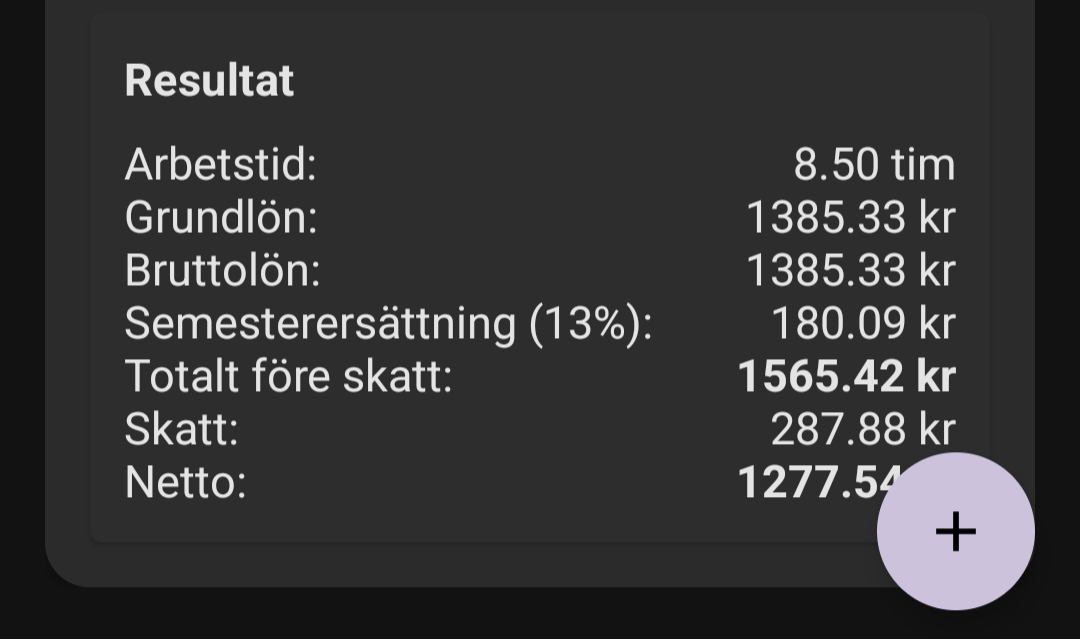 Resultat
Arbetstid: 8.50 tim
Grundlön: 1385.33 kr
Bruttolön: 1385.33 kr
Semesterersättning (13%): 180.09 kr
Totalt före skatt: 1565.42 kr
Skatt: 287.88 kr
Netto: 1277.54
+